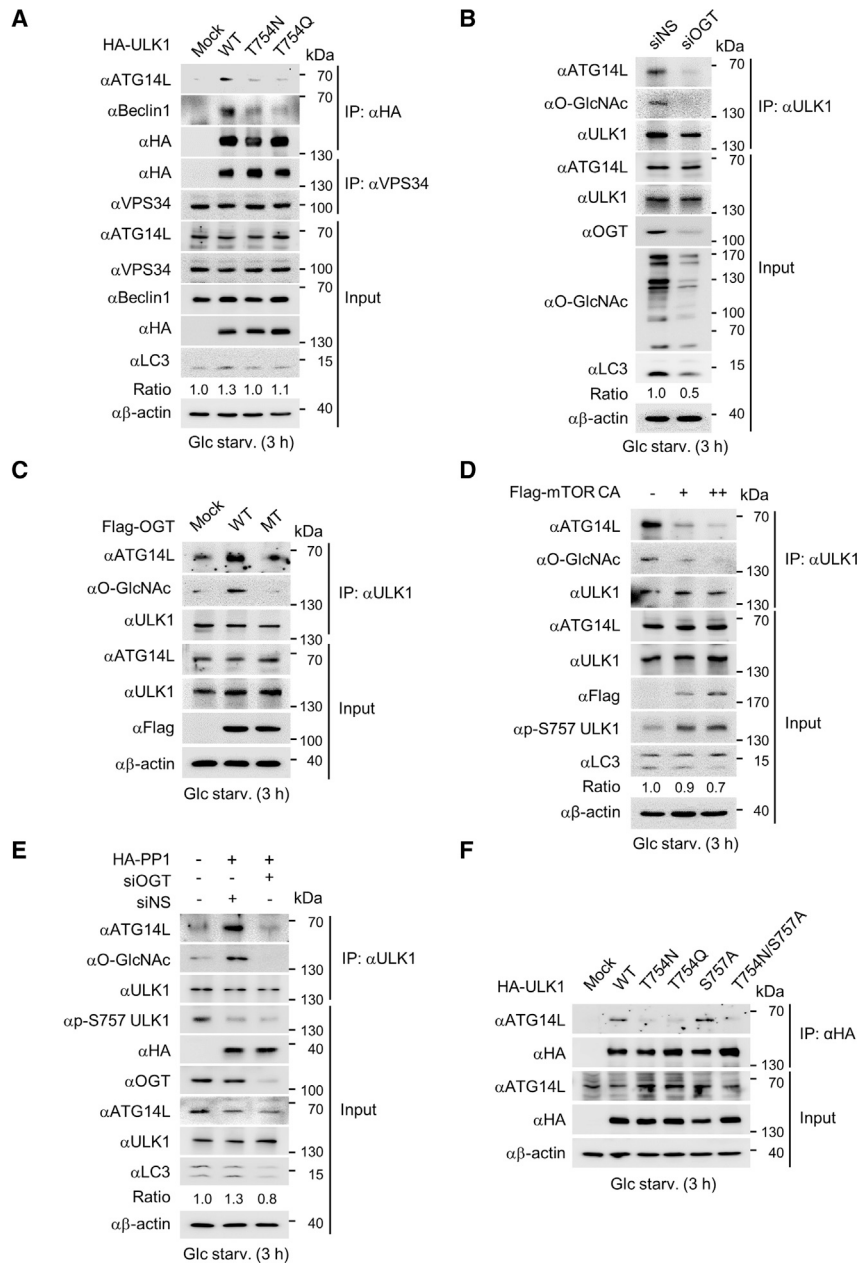 A
HA-ULK1 Mock WT T754N T754Q kDa
αATG14L 70
αBeclin1 70
αHA 130
IP: αHA
αHA 130
αVPS34 100
IP: αVPS34
αATG14L 70
αVPS34 100
αBeclin1 70
αHA 130
αLC3 15
Ratio 1.0 1.3 1.0 1.1
αβ-actin 40
Input
Glc starv. (3 h)
B
siNS siOGT kDa
αATG14L 70
αO-GlcNAc 130
αULK1 130
IP: αULK1
αATG14L 70
αULK1 130
αOGT 100
αO-GlcNAc 170 130 100 70
αLC3 15
Ratio 1.0 0.5
αβ-actin 40
Input
Glc starv. (3 h)
C
Flag-OGT Mock WT MT kDa
αATG14L 70
αO-GlcNAc 130
αULK1 130
IP: αULK1
αATG14L 70
αULK1
αFlag 100
αβ-actin 40
Input
Glc starv. (3 h)
D
Flag-mTOR CA - + ++ kDa
αATG14L 70
αO-GlcNAc 130
αULK1 130
IP: αULK1
αATG14L 70
αULK1 130
αFlag 170
αp-S757 ULK1 130
αLC3 15
Ratio 1.0 0.9 0.7
αβ-actin 40
Input
Glc starv. (3 h)
E
HA-PP1 - + +
siOGT - - +
siNS - + - kDa
αATG14L 70
αO-GlcNAc 130
αULK1 130
IP: αULK1
αp-S757 ULK1
αHA 40
αOGT 100
αATG14L 70
αULK1 130
αLC3 15
Ratio 1.0 1.3 0.8
αβ-actin 40
Input
Glc starv. (3 h)
F
HA-ULK1 Mock WT T754N T754Q S757A T754N/S757A kDa
αATG14L 70
αHA 130
IP: αHA
αATG14L 70
αHA 130
αβ-actin 40
Input
Glc starv. (3 h)